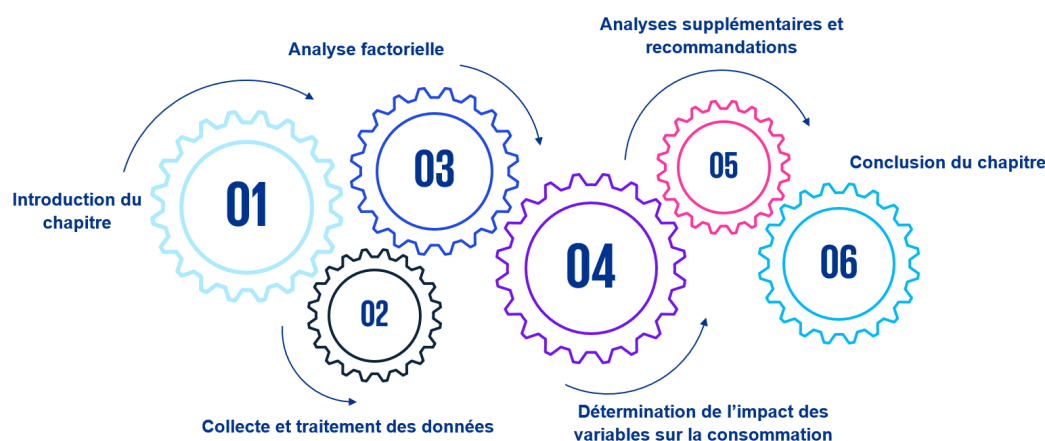 01
Introduction du
chapitre
02
Collecte et traitement des données
03
Analyse factorielle
04
Détermination de l’impact des
variables sur la consommation
05
Analyses supplémentaires et
recommandations
06
Conclusion du chapitre